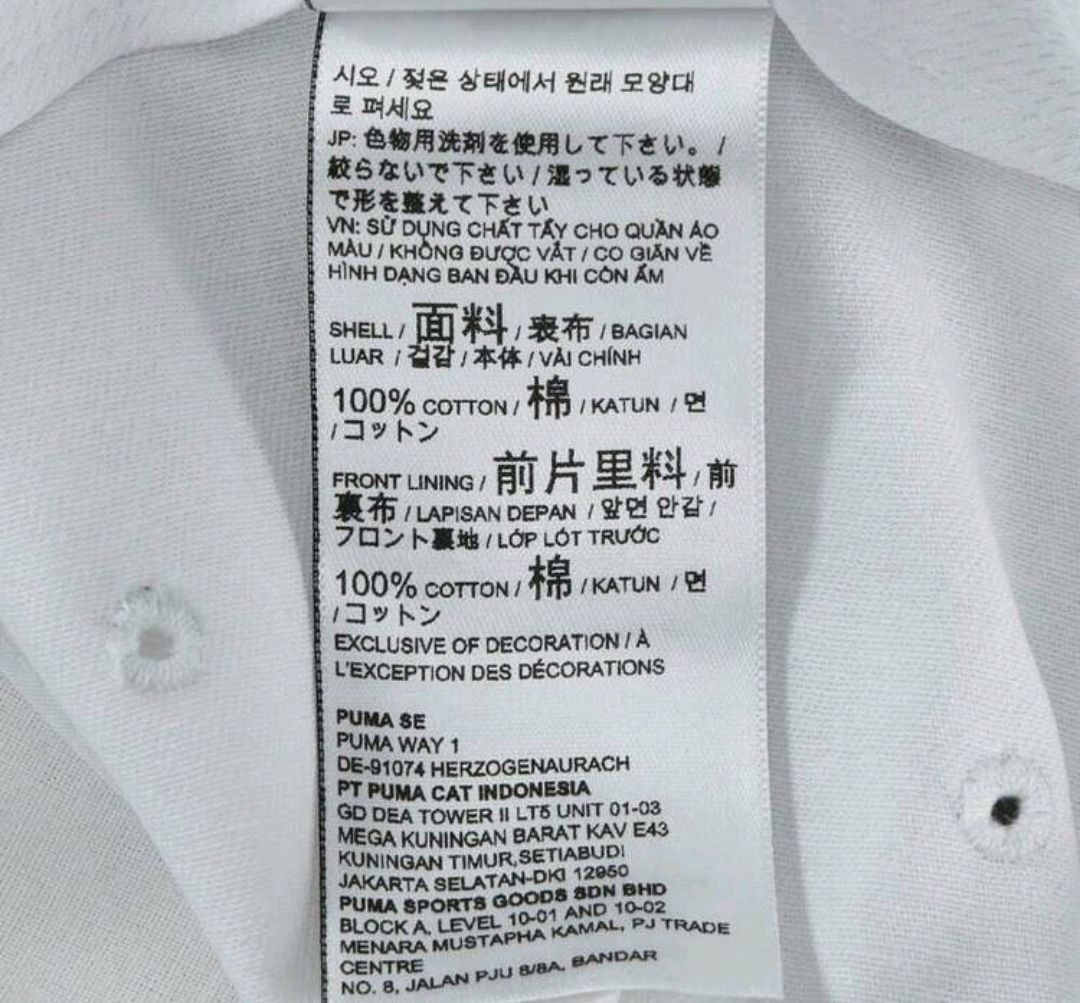 시오 / 젖은 상태에서 원래 모양대
로 펴세요
JP: 色物用洗剤を使用して下さい。 /
絞らないで下さい / 湿っている状態
で形を整えて下さい
VN: SỬ DỤNG CHẤT TẨY CHO QUẦN ÁO
MÀU / KHÔNG ĐƯỢC VẮT / CO GIÃN VỀ
HÌNH DẠNG BAN ĐẦU KHI CÒN ẨM
SHELL / 面料 / 表布 / BAGIAN
LUAR / 겉감 / 本体 / VẢI CHÍNH
100% COTTON / 棉 / KATUN / 면
/ コットン
FRONT LINING / 前片里料 / 前
裏布 / LAPISAN DEPAN / 앞면 안감 /
フロント裏地 / LỚP LÓT TRƯỚC
100% COTTON / 棉 / KATUN / 면
/ コットン
EXCLUSIVE OF DECORATION / À
L'EXCEPTION DES DÉCORATIONS
PUMA SE
PUMA WAY 1
DE-91074 HERZOGENAURACH
PT PUMA CAT INDONESIA
GD DEA TOWER II LT5 UNIT 01-03
MEGA KUNINGAN BARAT KAV E43
KUNINGAN TIMUR,SETIABUDI
JAKARTA SELATAN-DKI 12950
PUMA SPORTS GOODS SDN BHD
BLOCK A, LEVEL 10-01 AND 10-02
MENARA MUSTAPHA KAMAL, PJ TRADE
CENTRE
NO. 8, JALAN PJU 8/8A, BANDAR